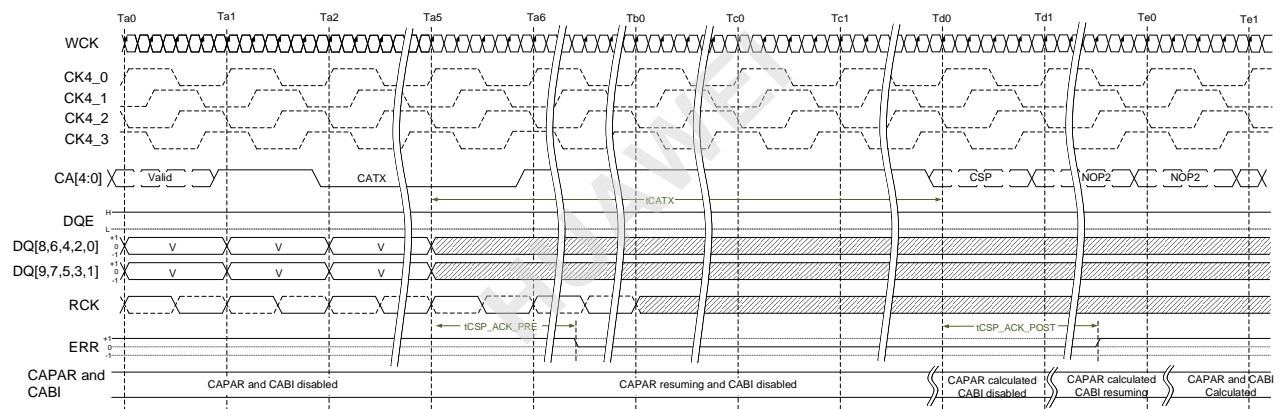 Ta0 Ta1 Ta2 Ta5 Ta6 Tb0 Tc0 Tc1 Td0 Td1 Te0 Te1
WCK
CK4_0
CK4_1
CK4_2
CK4_3
CA[4:0] Valid CATX CSP NOP2 NOP2
tCATX
DQE H L
DQ[8,6,4,2,0] +1 0 -1 V V V
DQ[9,7,5,3,1] +1 0 -1 V V V
RCK
tCSP_ACK_PRE tCSP_ACK_POST
ERR +1 0 -1
CAPAR and CABI
CAPAR and CABI disabled
CAPAR resuming and CABI disabled
CAPAR calculated
CABI disabled
CAPAR calculated
CABI resuming
CAPAR and CABI
Calculated
HUAWEI